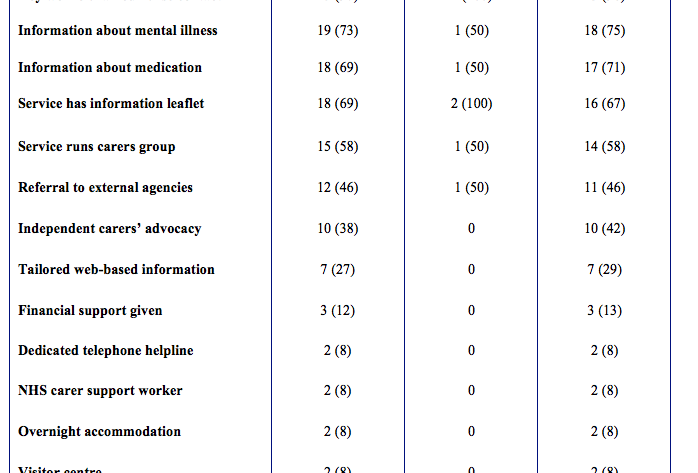 Information about mental illness 19 (73) 1 (50) 18 (75)
Information about medication 18 (69) 1 (50) 17 (71)
Service has information leaflet 18 (69) 2 (100) 16 (67)
Service runs carers group 15 (58) 1 (50) 14 (58)
Referral to external agencies 12 (46) 1 (50) 11 (46)
Independent carers’ advocacy 10 (38) 0 10 (42)
Tailored web-based information 7 (27) 0 7 (29)
Financial support given 3 (12) 0 3 (13)
Dedicated telephone helpline 2 (8) 0 2 (8)
NHS carer support worker 2 (8) 0 2 (8)
Overnight accommodation 2 (8) 0 2 (8)
Visitor centre 2 (8) 0 2 (8)